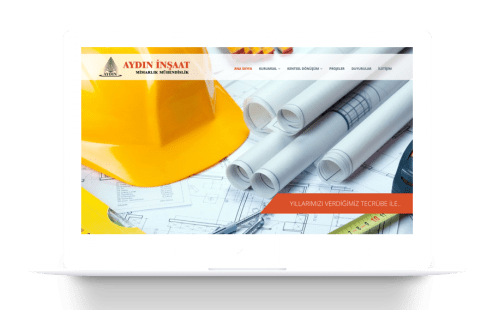 AYDIN İNŞAAT
MİMARLIK MÜHENDİSLİK
AYDIN
ANA SAYFA KURUMSAL KENTSEL DÖNÜŞÜM PROJELER DUYURULAR İLETİŞİM
YILLARIMIZI VERDİĞİMİZ TECRÜBE İLE..